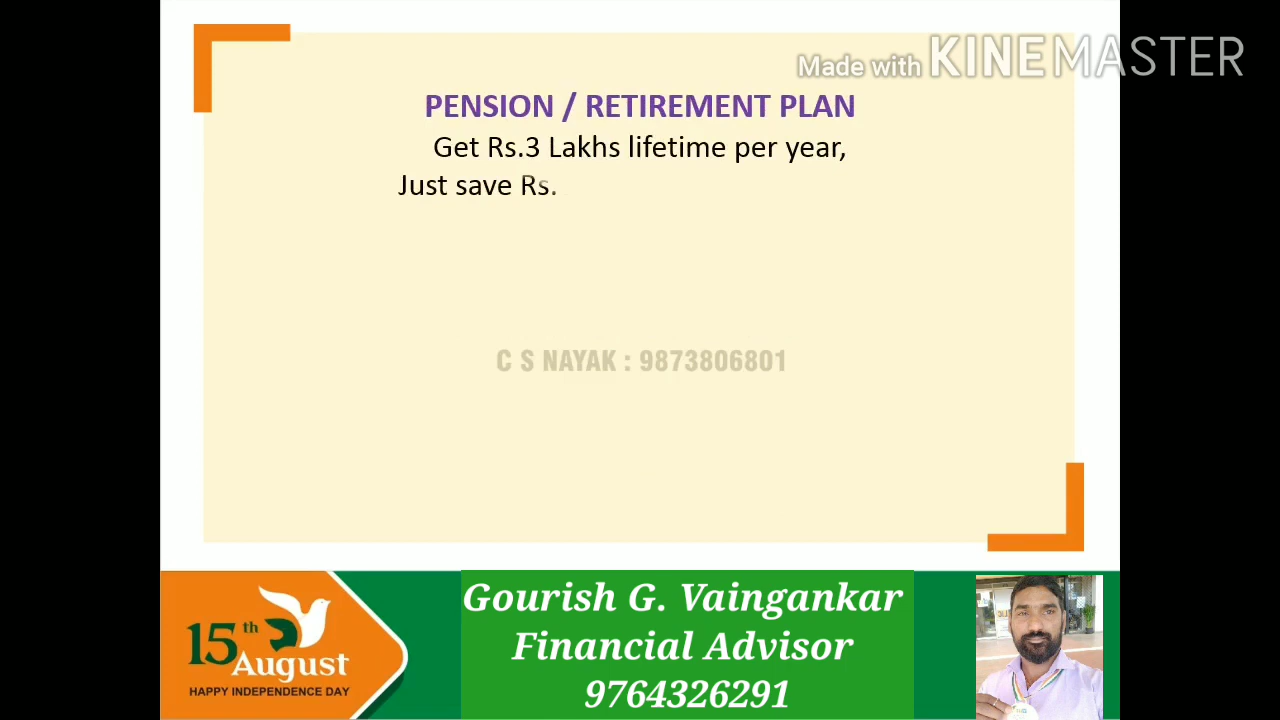 Made with KINEMASTER
PENSION / RETIREMENT PLAN
Get Rs.3 Lakhs lifetime per year,
Just save Rs.
C S NAYAK : 9873806801
15th
August
HAPPY INDEPENDENCE DAY
Gourish G. Vaingankar
Financial Advisor
9764326291